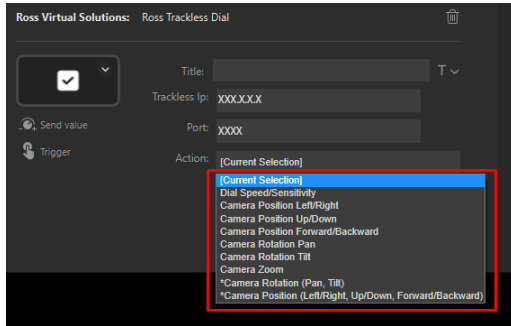 Ross Virtual Solutions: Ross Trackless Dial
Title:
T
Trackless Ip: XXX.X.X.X
Send value
Port: XXXX
Trigger
Action: [Current Selection]
[Current Selection]
Dial Speed/Sensitivity
Camera Position Left/Right
Camera Position Up/Down
Camera Position Forward/Backward
Camera Rotation Pan
Camera Rotation Tilt
Camera Zoom
*Camera Rotation (Pan, Tilt)
*Camera Position (Left/Right, Up/Down, Forward/Backward)